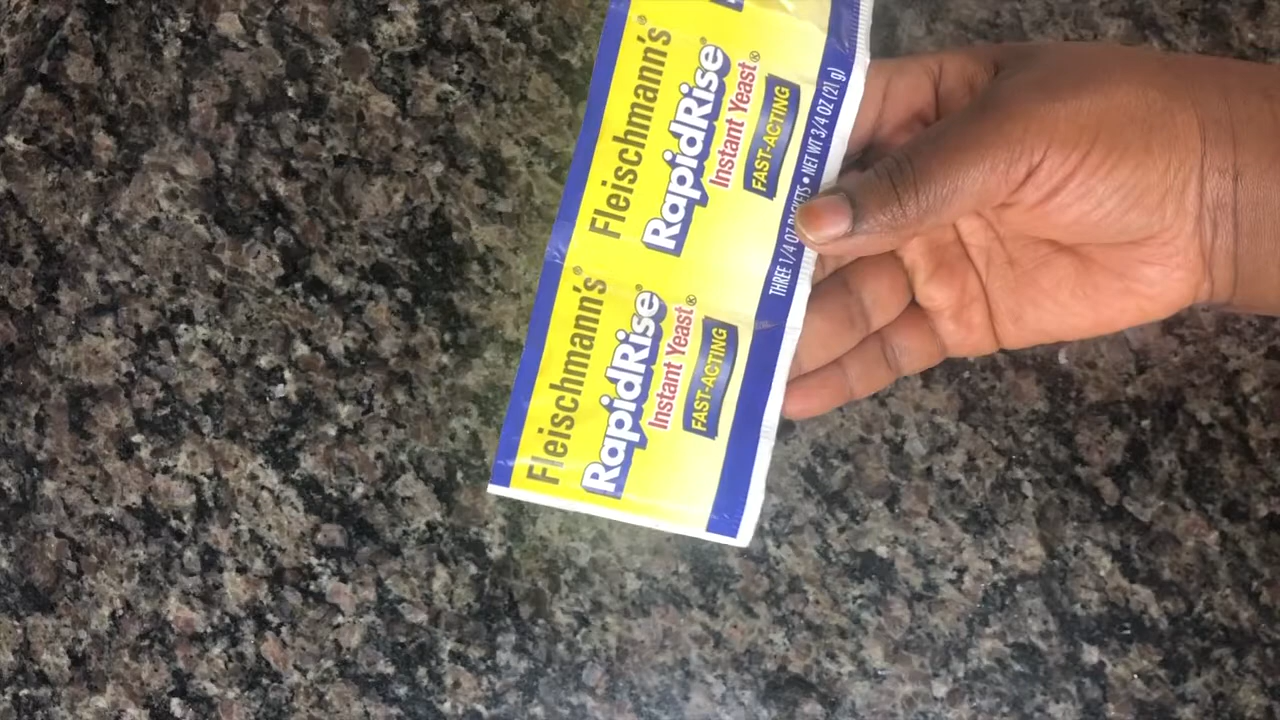 Fleischmann's®
RapidRise®
Instant Yeast®
FAST-ACTING
Fleischmann's®
RapidRise®
Instant Yeast®
FAST-ACTING
THREE 1/4 OZ PACKETS • NET WT 3/4 OZ (21 g)